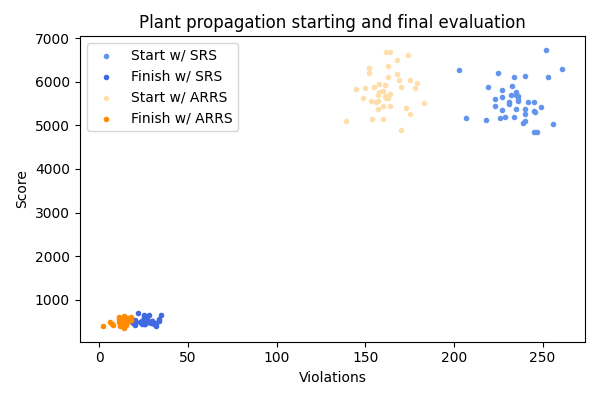 Plant propagation starting and final evaluation
Start w/ SRS
Finish w/ SRS
Start w/ ARRS
Finish w/ ARRS
Score
7000
6000
5000
4000
3000
2000
1000
0 50 100 150 200 250
Violations